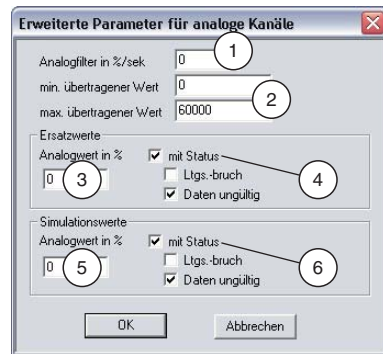 Erweiterte Parameter für analoge Kanäle
Analogfilter in %/sek 0 1
min. übertragener Wert 0
max. übertragener Wert 60000 2
Ersatzwerte
Analogwert in % mit Status
0 3 Ltgs.-bruch 4
Daten ungültig
Simulationswerte
Analogwert in % mit Status
0 5 Ltgs.-bruch 6
Daten ungültig
OK Abbrechen